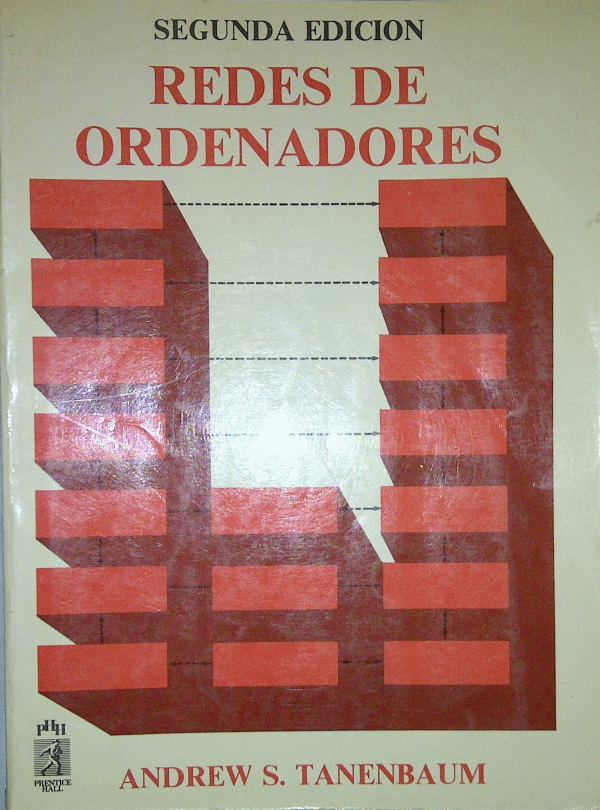 SEGUNDA EDICION
REDES DE
ORDENADORES
PHH
PRENTICE
HALL
ANDREW S. TANENBAUM